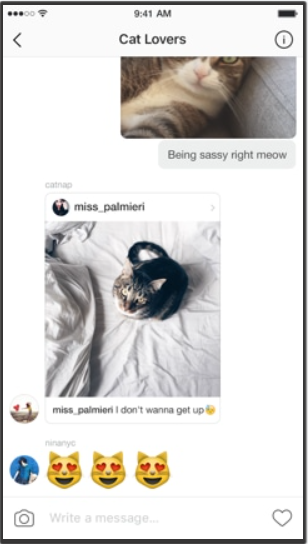 9:41 AM
Cat Lovers
Being sassy right meow
catnap
miss_palmieri
miss_palmieri I don't wanna get up😴
ninanyc
😻😻😻
Write a message...